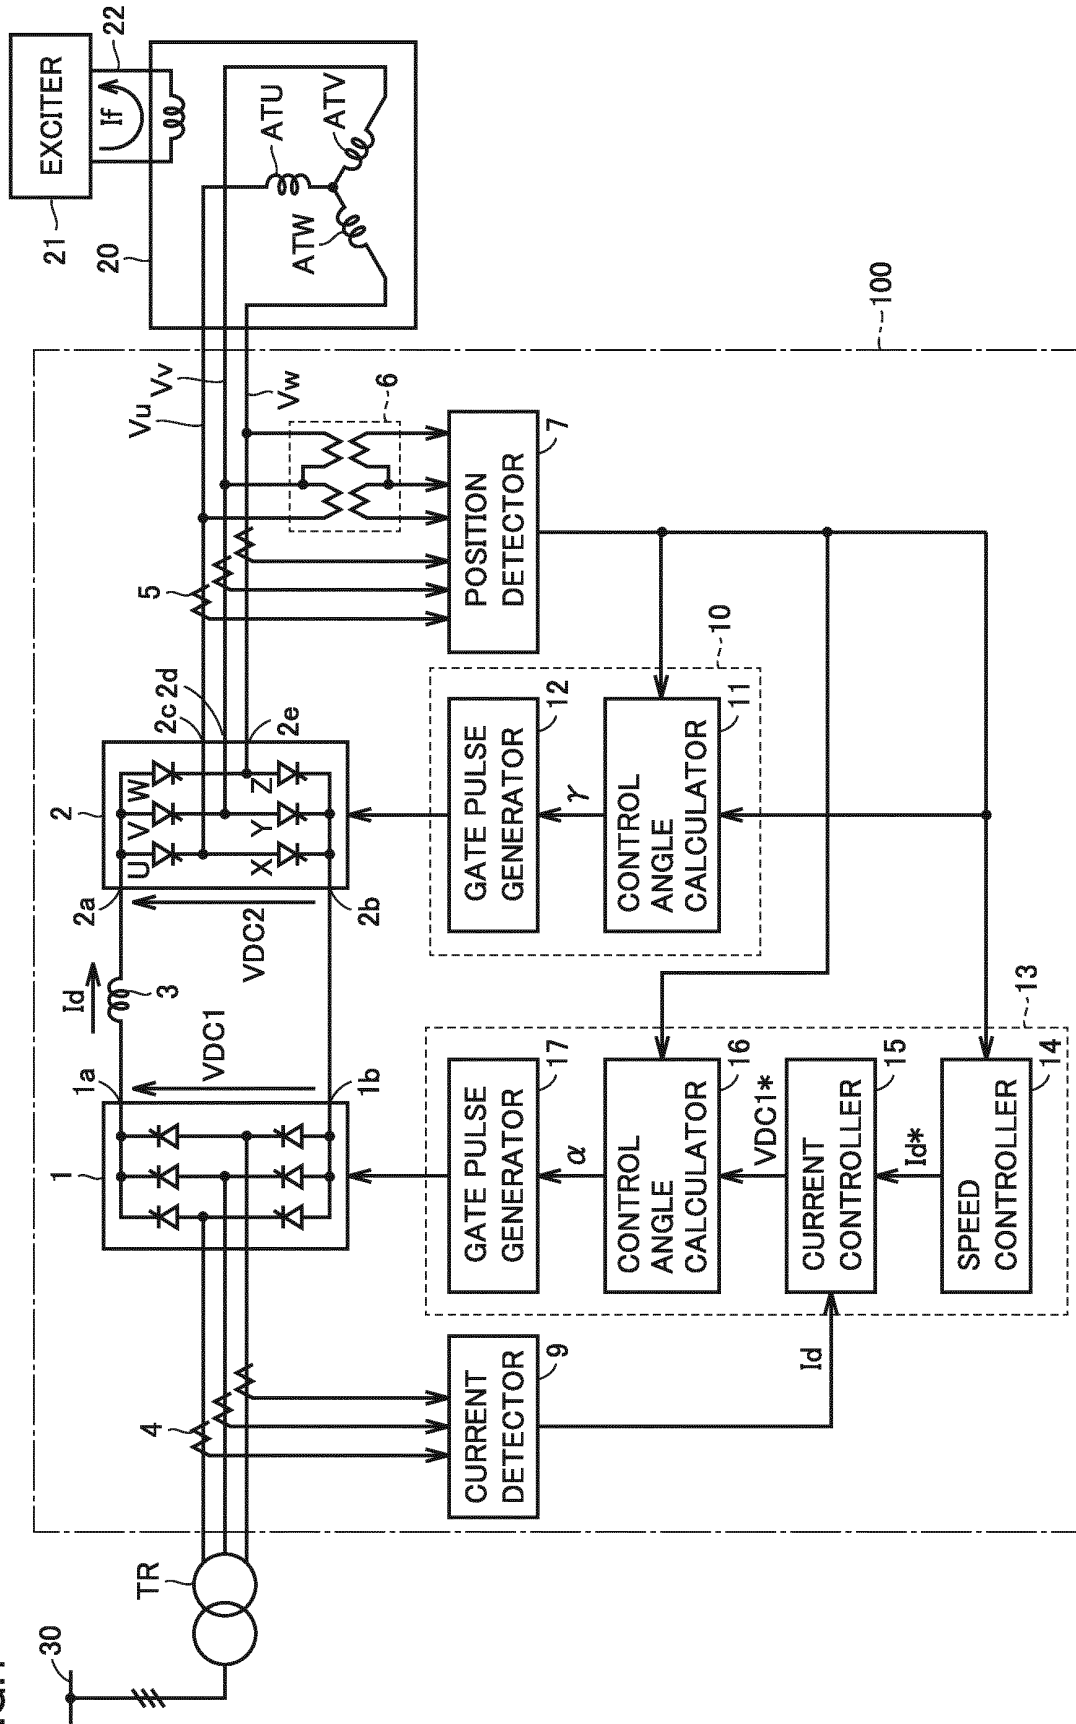 EXCITER
21
22
If
20
ATU
ATV
ATW
100
Vu
Vv
Vw
6
5
POSITION
DETECTOR
7
2
2c
2d
2e
U
V
W
X
Y
Z
2a
2b
VDC2
Id
3
VDC1
1a
1b
1
10
GATE PULSE
GENERATOR
12
γ
CONTROL
ANGLE
CALCULATOR
11
13
GATE PULSE
GENERATOR
17
α
CONTROL
ANGLE
CALCULATOR
16
VDC1*
CURRENT
CONTROLLER
15
Id*
SPEED
CONTROLLER
14
4
CURRENT
DETECTOR
9
Id
TR
30